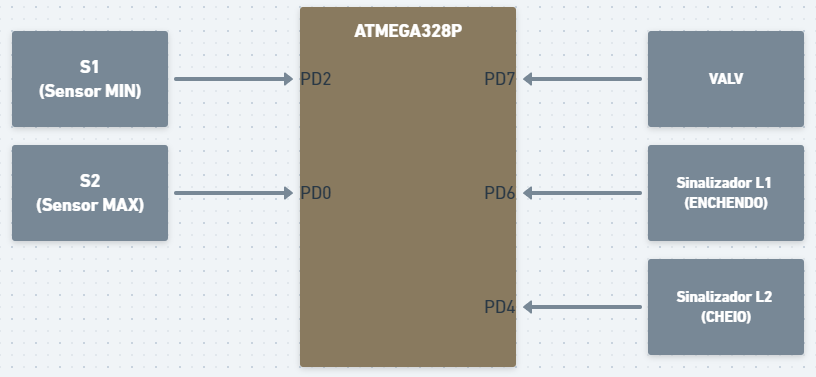 ATMEGA328P
S1
(Sensor MIN)
PD2
PD7
VALV
S2
(Sensor MAX)
PD0
PD6
Sinalizador L1
(ENCHENDO)
PD4
Sinalizador L2
(CHEIO)